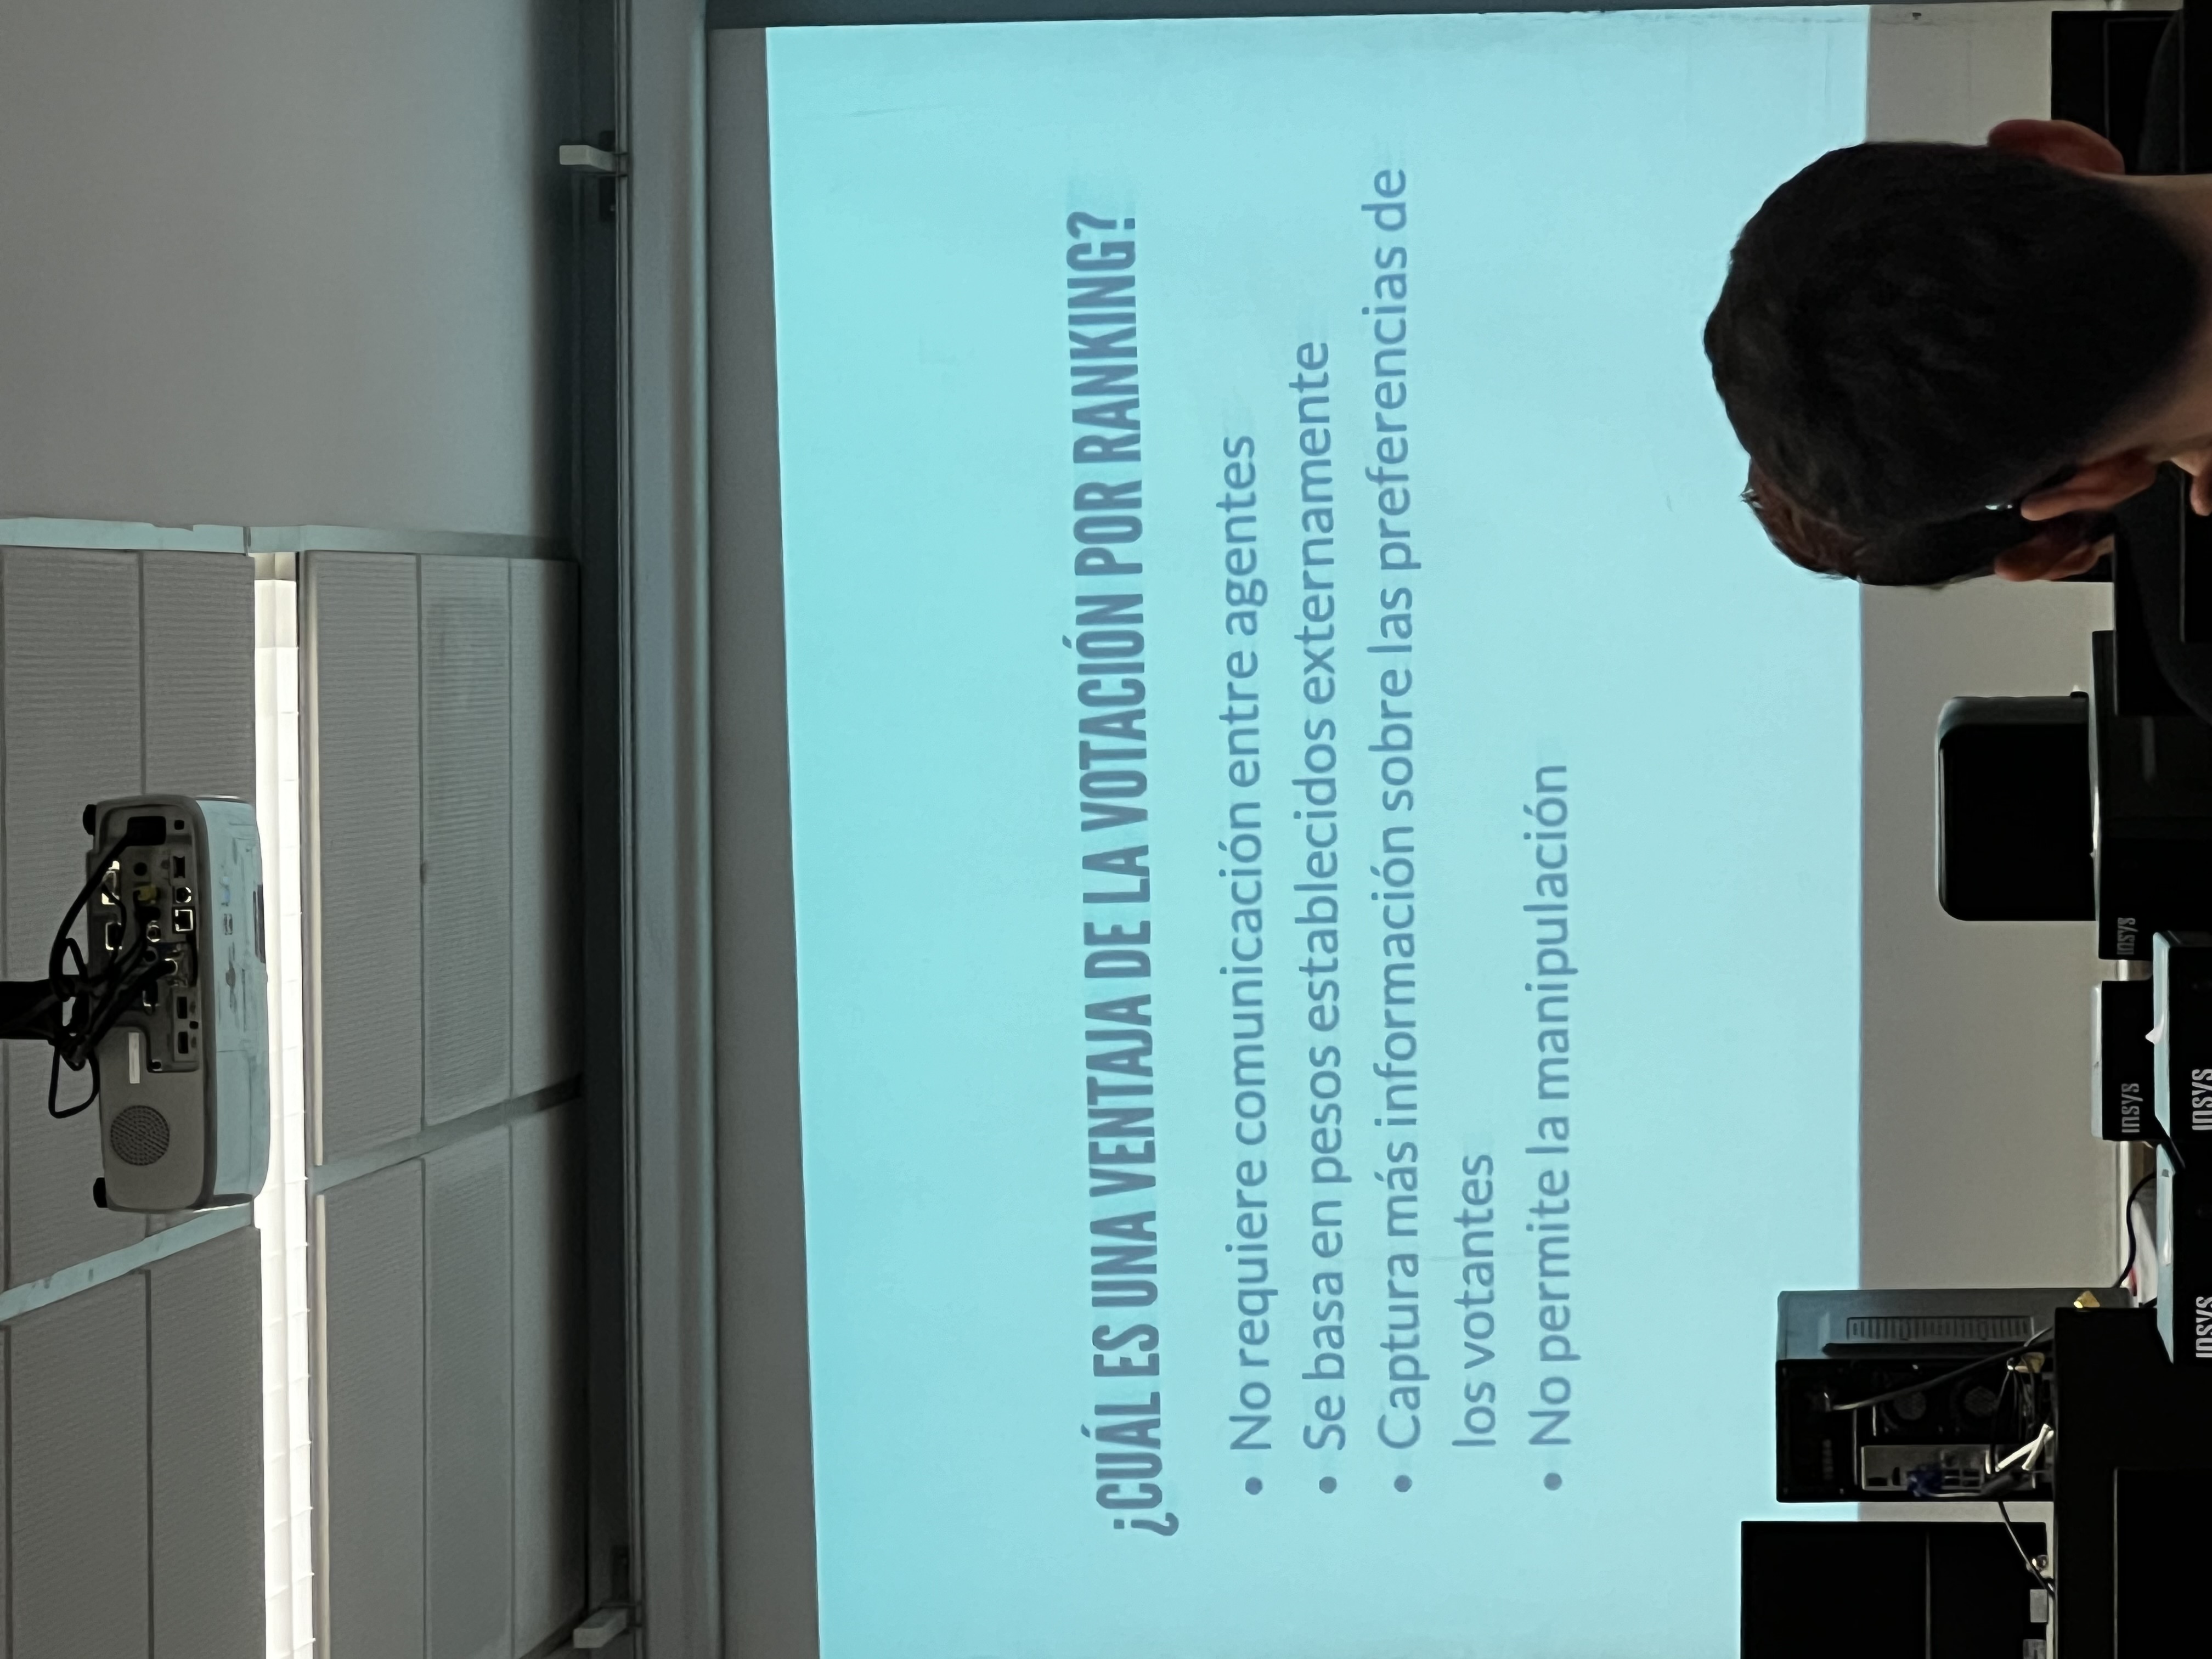 ¿CUÁL ES UNA VENTAJA DE LA VOTACIÓN POR RANKING?
• No requiere comunicación entre agentes
• Se basa en pesos establecidos externamente
• Captura más información sobre las preferencias de
los votantes
• No permite la manipulación
insys
insys
insys
insys